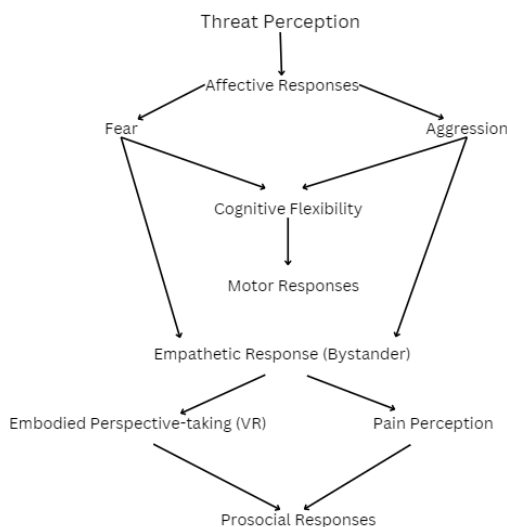 Threat Perception
Affective Responses
Fear
Aggression
Cognitive Flexibility
Motor Responses
Empathetic Response (Bystander)
Embodied Perspective-taking (VR)
Pain Perception
Prosocial Responses